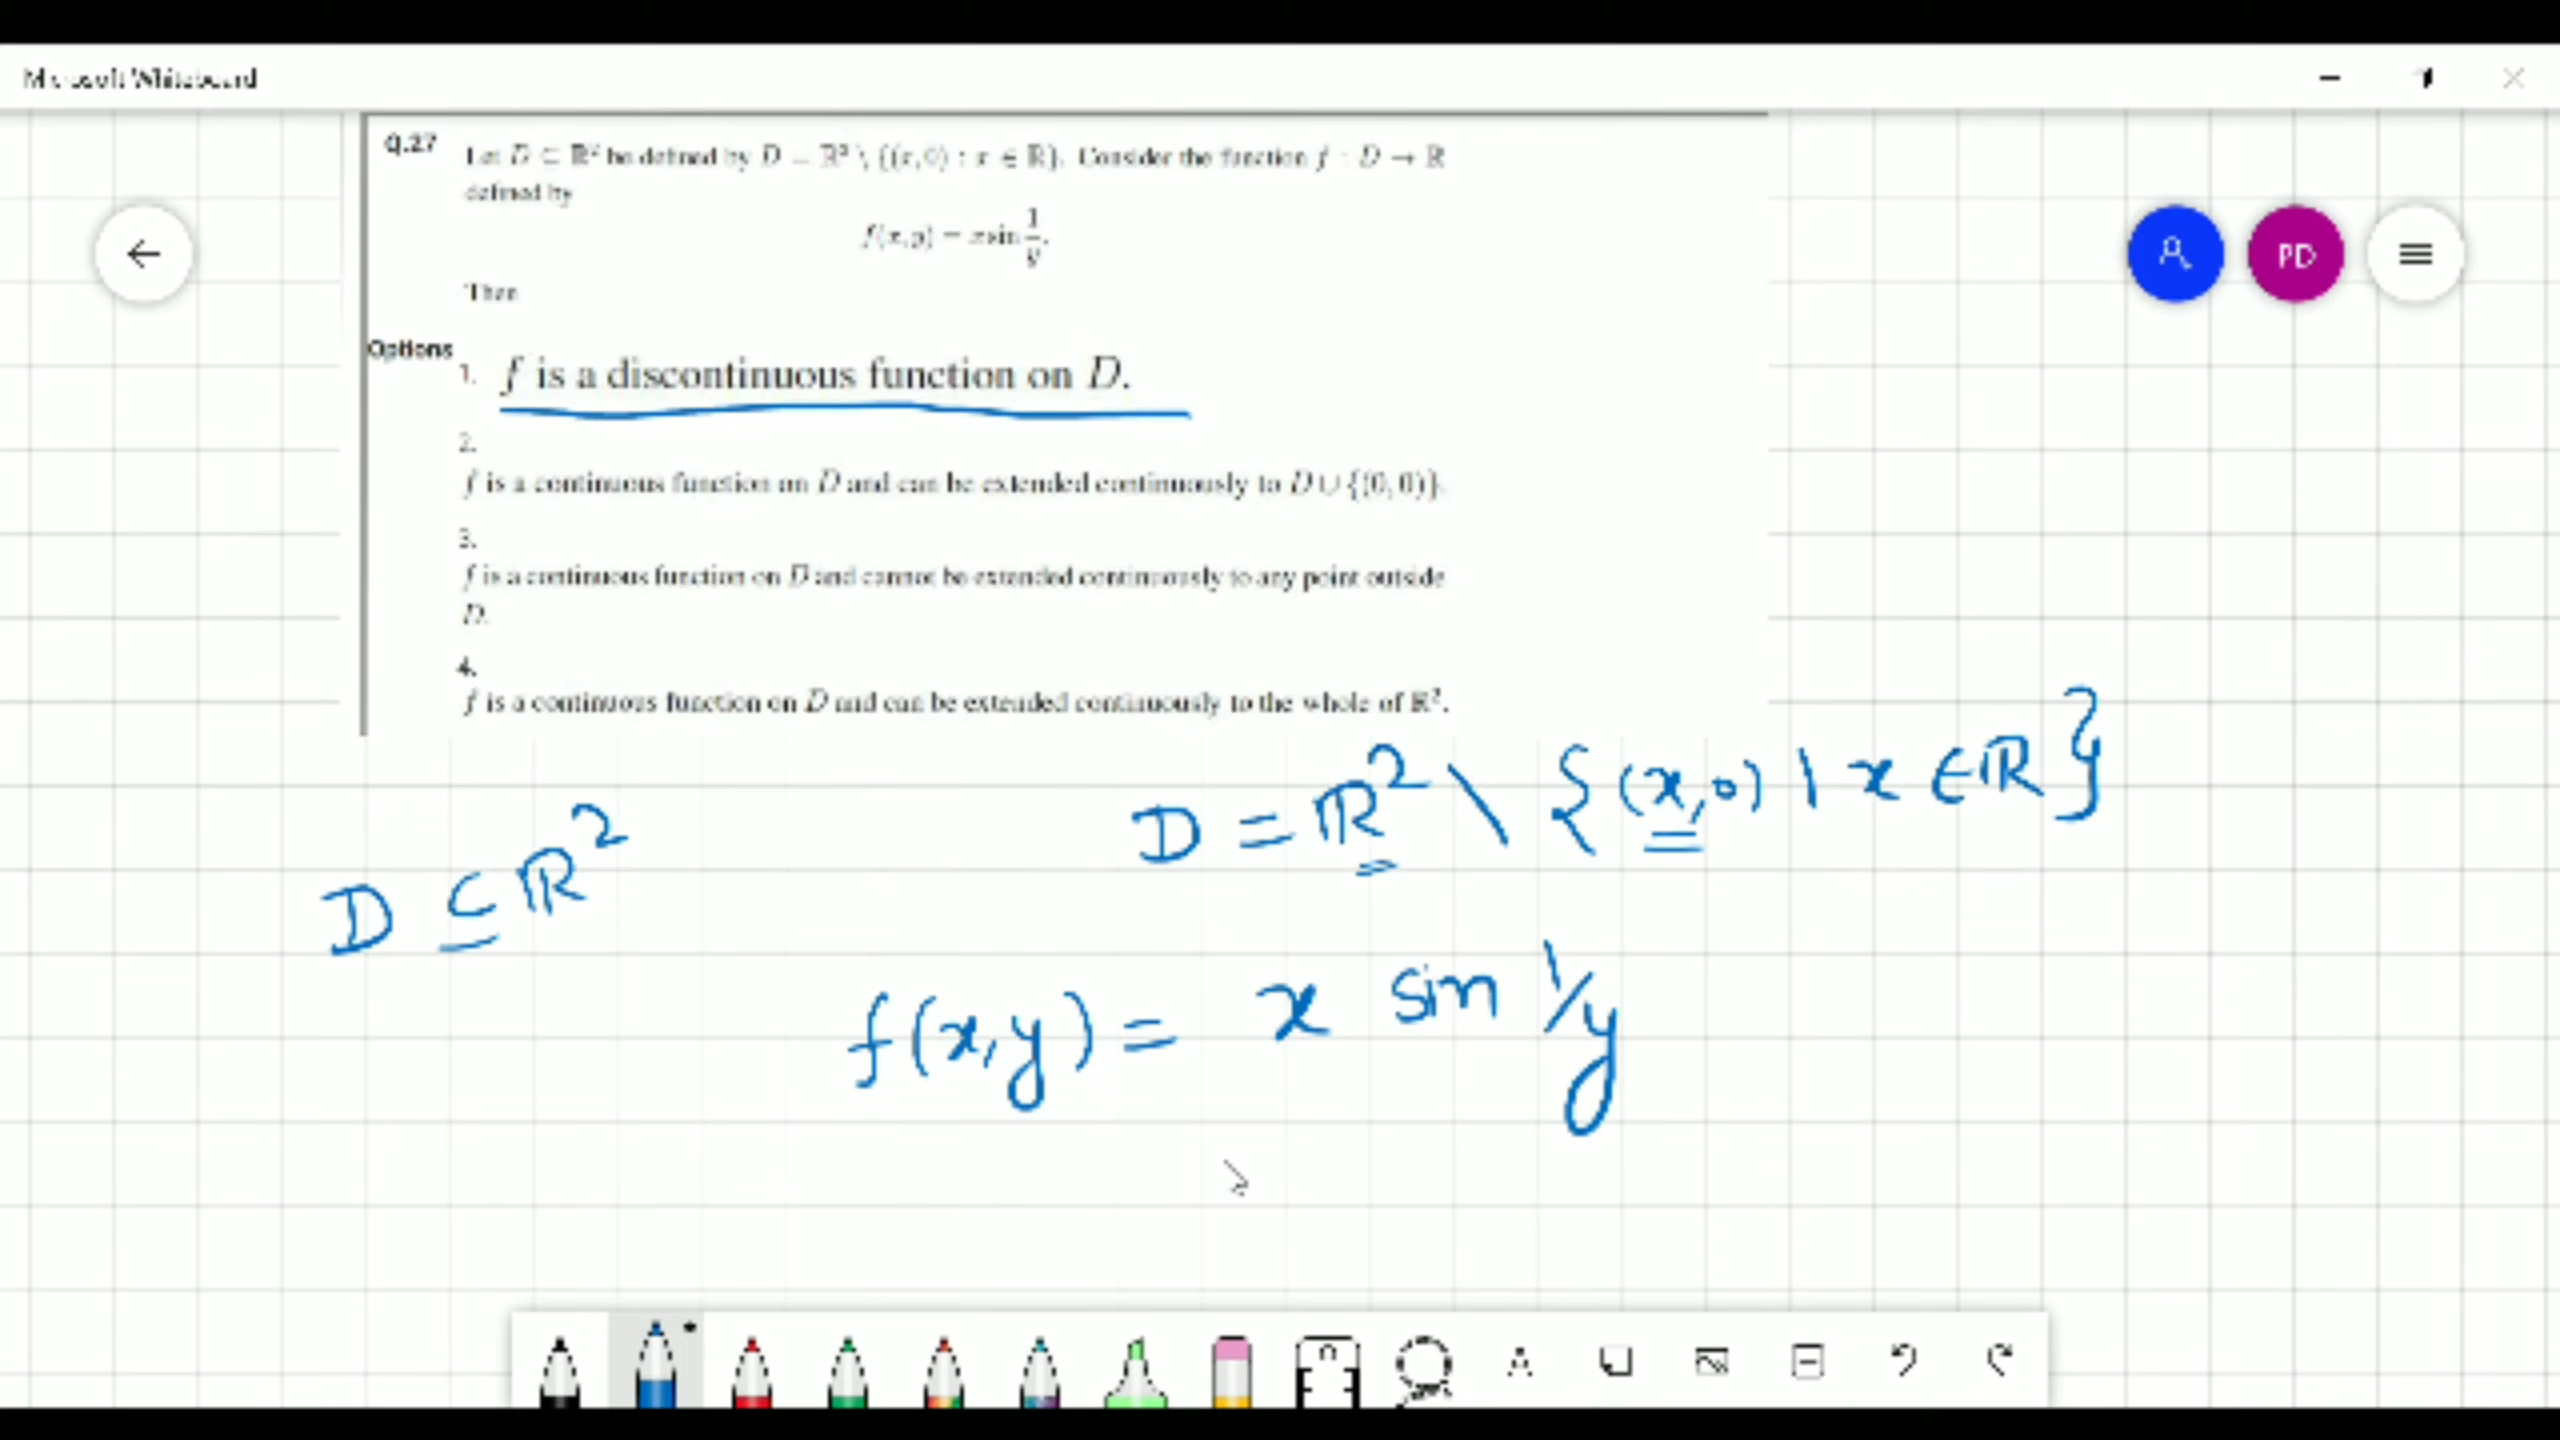 Microsoft Whiteboard
Q.27 Let D ⊂ ℝ² be defined by D = ℝ² \ {(x, 0) : x ∈ ℝ}. Consider the function f : D → ℝ
defined by
f(x, y) = x sin 1/y.
Then
Options
1. f is a discontinuous function on D.
2.
f is a continuous function on D and can be extended continuously to D ∪ {(0, 0)}.
3.
f is a continuous function on D and cannot be extended continuously to any point outside
D.
4.
f is a continuous function on D and can be extended continuously to the whole of ℝ².
PD
D = ℝ² \ {(x,0) | x ∈ ℝ}
D ⊆ ℝ²
f(x,y) = x sin 1/y